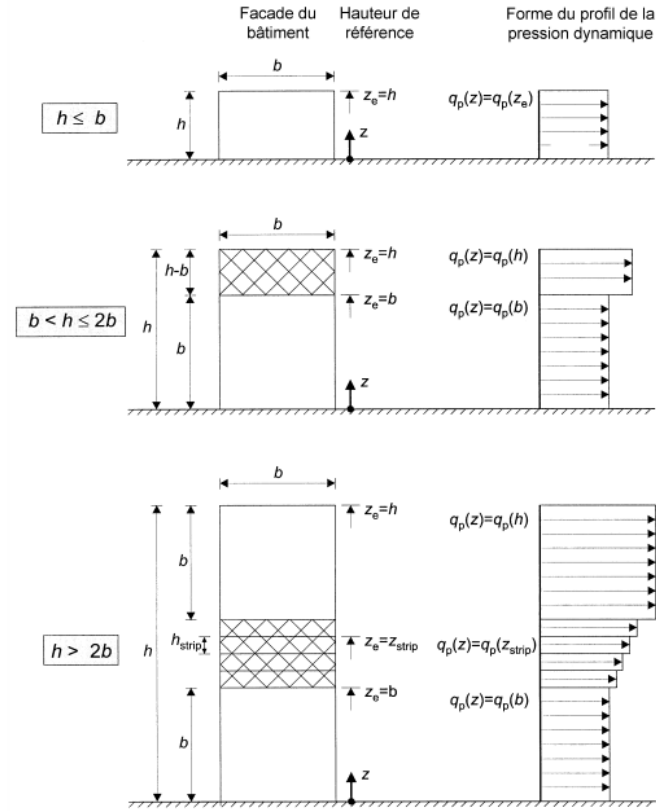 Facade du
bâtiment
Hauteur de
référence
Forme du profil de la
pression dynamique
h ≤ b
b
h
z_e=h
z
q_p(z)=q_p(z_e)
b < h ≤ 2b
b
h-b
h
b
z_e=h
z_e=b
z
q_p(z)=q_p(h)
q_p(z)=q_p(b)
h > 2b
b
h
b
h_strip
b
z_e=h
z_e=z_strip
z_e=b
z
q_p(z)=q_p(h)
q_p(z)=q_p(z_strip)
q_p(z)=q_p(b)